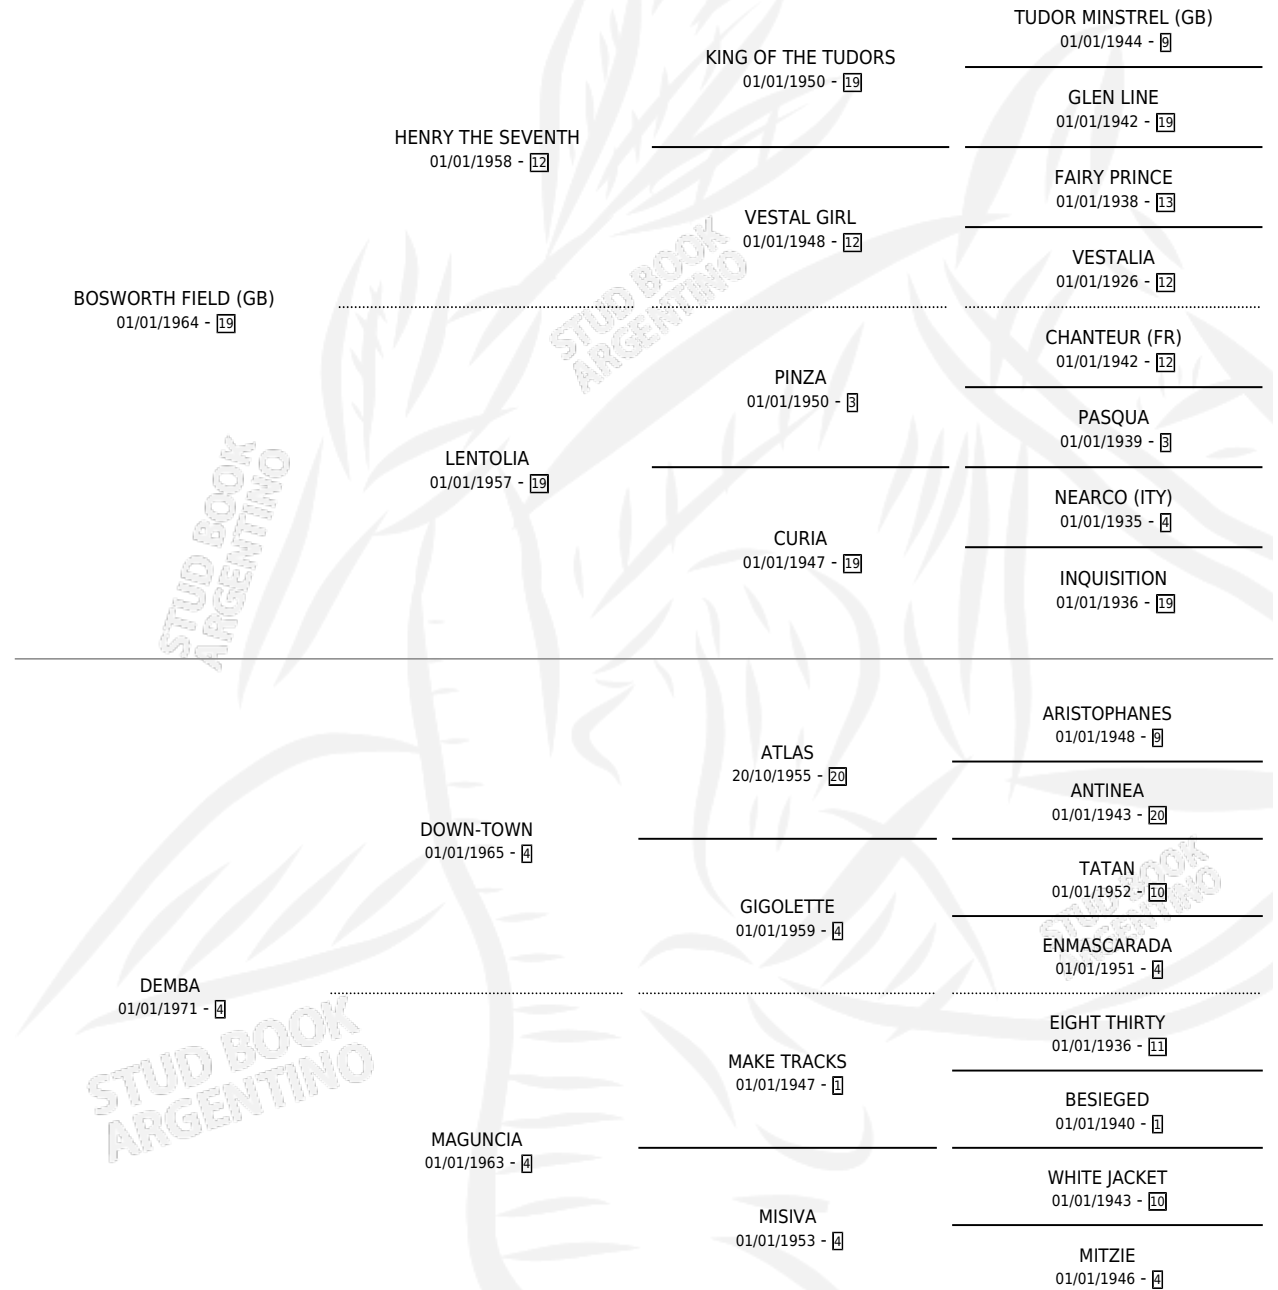 TUDOR MINSTREL (GB)
01/01/1944 - 9
KING OF THE TUDORS
01/01/1950 - 19
GLEN LINE
01/01/1942 - 19
HENRY THE SEVENTH
01/01/1958 - 12
FAIRY PRINCE
01/01/1938 - 13
VESTAL GIRL
01/01/1948 - 12
VESTALIA
01/01/1926 - 12
BOSWORTH FIELD (GB)
01/01/1964 - 19
CHANTEUR (FR)
01/01/1942 - 12
PINZA
01/01/1950 - 3
PASQUA
01/01/1939 - 3
LENTOLIA
01/01/1957 - 19
NEARCO (ITY)
01/01/1935 - 4
CURIA
01/01/1947 - 19
INQUISITION
01/01/1936 - 19
ARISTOPHANES
01/01/1948 - 9
ATLAS
20/10/1955 - 20
ANTINEA
01/01/1943 - 20
DOWN-TOWN
01/01/1965 - 4
TATAN
01/01/1952 - 10
GIGOLETTE
01/01/1959 - 4
ENMASCARADA
01/01/1951 - 4
DEMBA
01/01/1971 - 4
EIGHT THIRTY
01/01/1936 - 11
MAKE TRACKS
01/01/1947 - 1
BESIEGED
01/01/1940 - 1
MAGUNCIA
01/01/1963 - 4
WHITE JACKET
01/01/1943 - 10
MISIVA
01/01/1953 - 4
MITZIE
01/01/1946 - 4
STUD BOOK
ARGENTINO
STUD BOOK
ARGENTINO
STUD BOOK
ARGENTINO
STUD BOOK
ARGENTINO